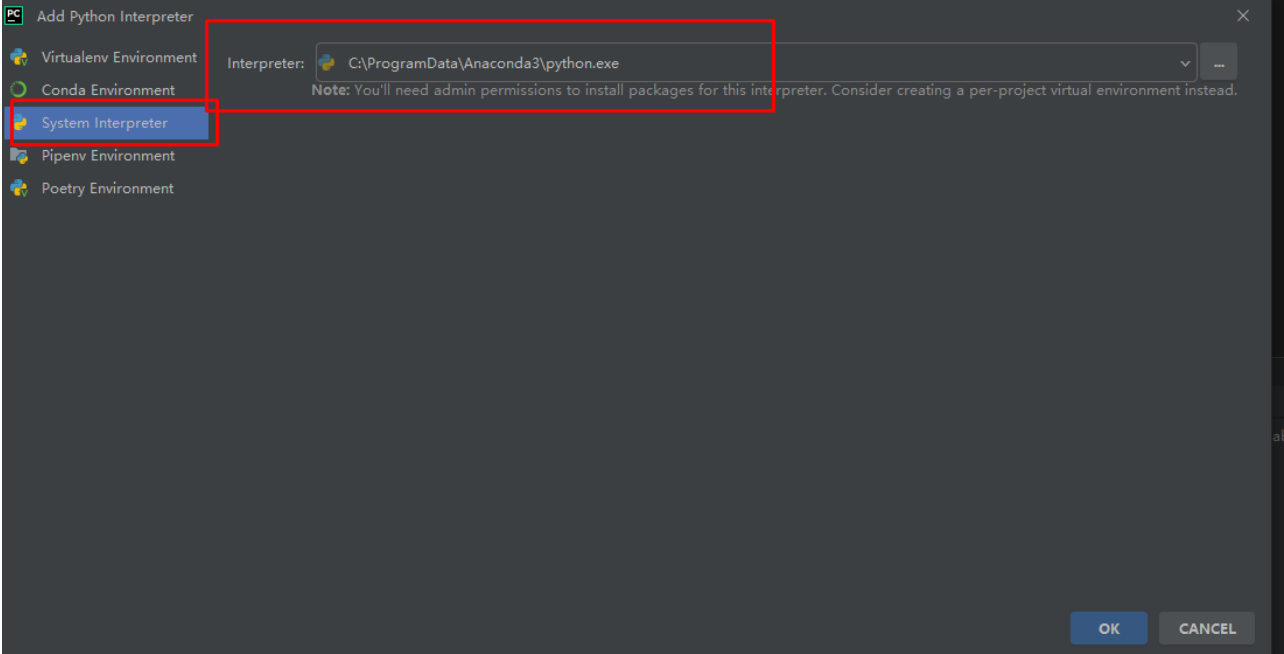 PC Add Python Interpreter
Virtualenv Environment
Conda Environment
System Interpreter
Pipenv Environment
Poetry Environment
Interpreter: C:\ProgramData\Anaconda3\python.exe ...
Note: You'll need admin permissions to install packages for this interpreter. Consider creating a per-project virtual environment instead.
al
OK CANCEL